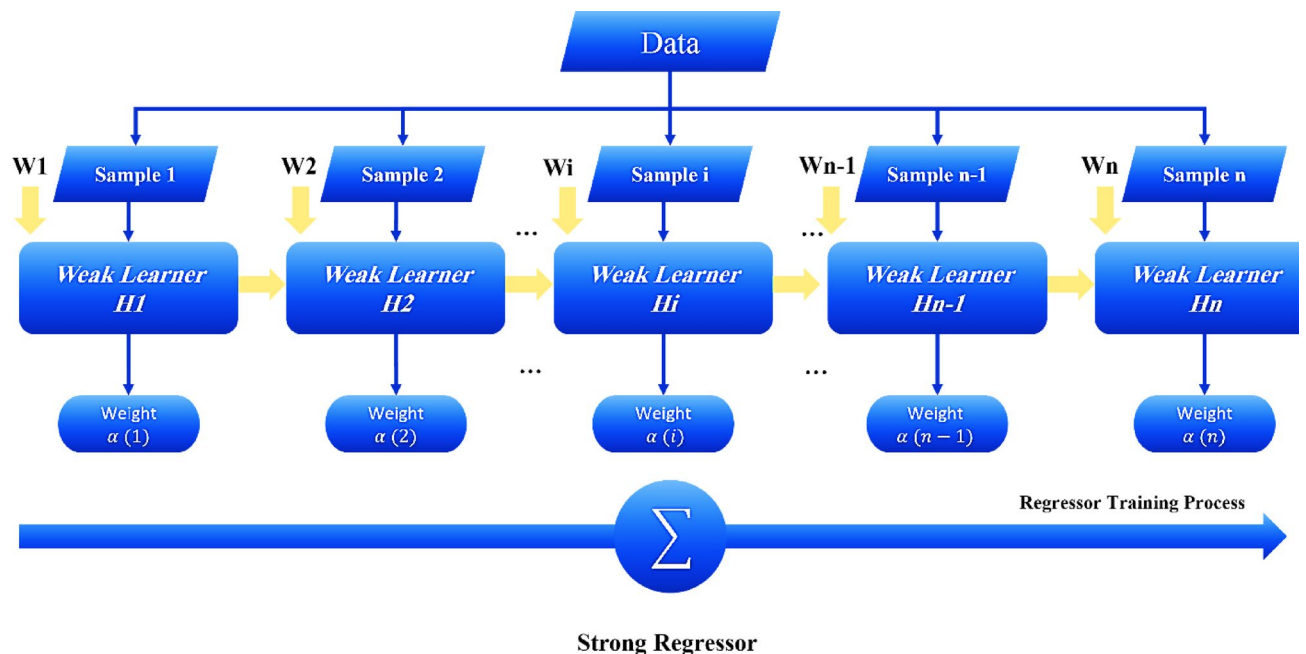 Data
W1
Sample 1
W2
Sample 2
Wi
Sample i
Wn-1
Sample n-1
Wn
Sample n
...
...
Weak Learner
H1
Weak Learner
H2
Weak Learner
Hi
Weak Learner
Hn-1
Weak Learner
Hn
...
...
Weight
α (1)
Weight
α (2)
Weight
α (i)
Weight
α (n − 1)
Weight
α (n)
Regressor Training Process
∑
Strong Regressor